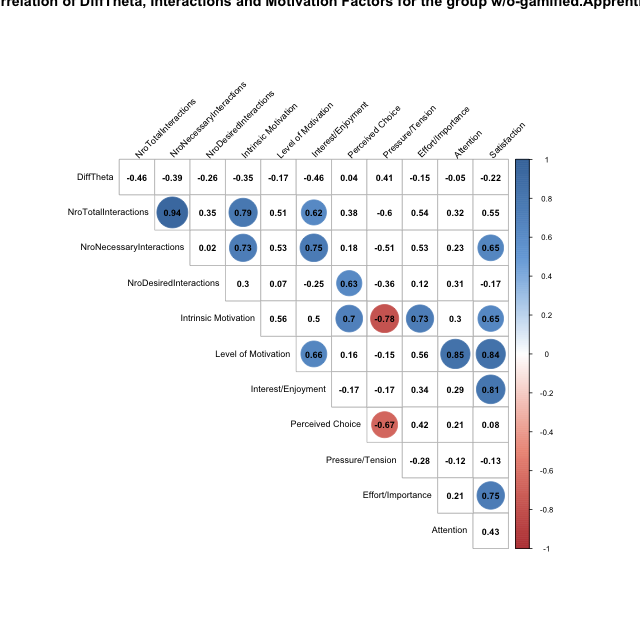 rrelation of DiffTheta, Interactions and Motivation Factors for the group w/o-gamified.Apprenti
NroTotalInteractions
NroNecessaryInteractions
NroDesiredInteractions
Intrinsic Motivation
Level of Motivation
Interest/Enjoyment
Perceived Choice
Pressure/Tension
Effort/Importance
Attention
Satisfaction
DiffTheta -0.46 -0.39 -0.26 -0.35 -0.17 -0.46 0.04 0.41 -0.15 -0.05 -0.22
NroTotalInteractions 0.94 0.35 0.79 0.51 0.62 0.38 -0.6 0.54 0.32 0.55
NroNecessaryInteractions 0.02 0.73 0.53 0.75 0.18 -0.51 0.53 0.23 0.65
NroDesiredInteractions 0.3 0.07 -0.25 0.63 -0.36 0.12 0.31 -0.17
Intrinsic Motivation 0.56 0.5 0.7 -0.78 0.73 0.3 0.65
Level of Motivation 0.66 0.16 -0.15 0.56 0.85 0.84
Interest/Enjoyment -0.17 -0.17 0.34 0.29 0.81
Perceived Choice -0.67 0.42 0.21 0.08
Pressure/Tension -0.28 -0.12 -0.13
Effort/Importance 0.21 0.75
Attention 0.43
1
0.8
0.6
0.4
0.2
0
-0.2
-0.4
-0.6
-0.8
-1